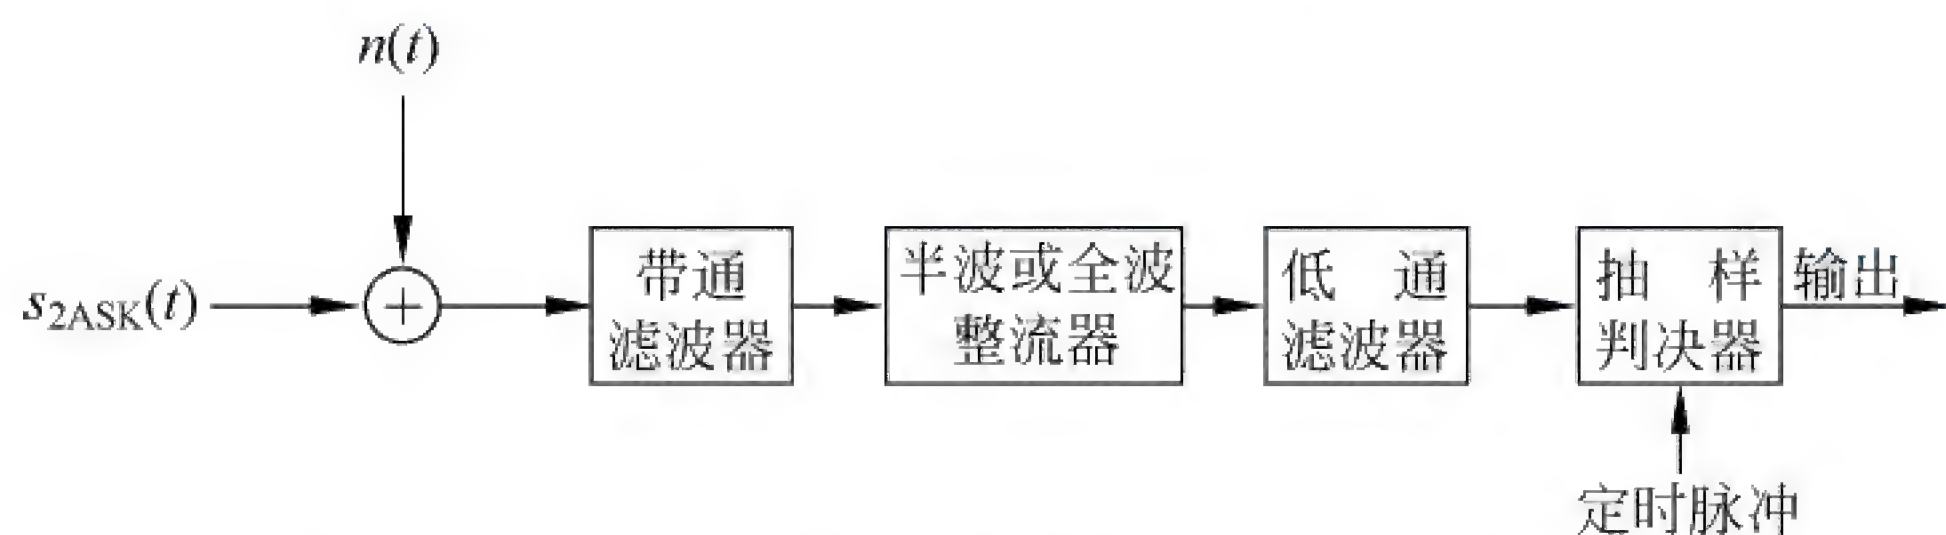 n(t)
s2ASK(t)
+
带通
滤波器
半波或全波
整流器
低 通
滤波器
抽 样
判决器
输出
定时脉冲